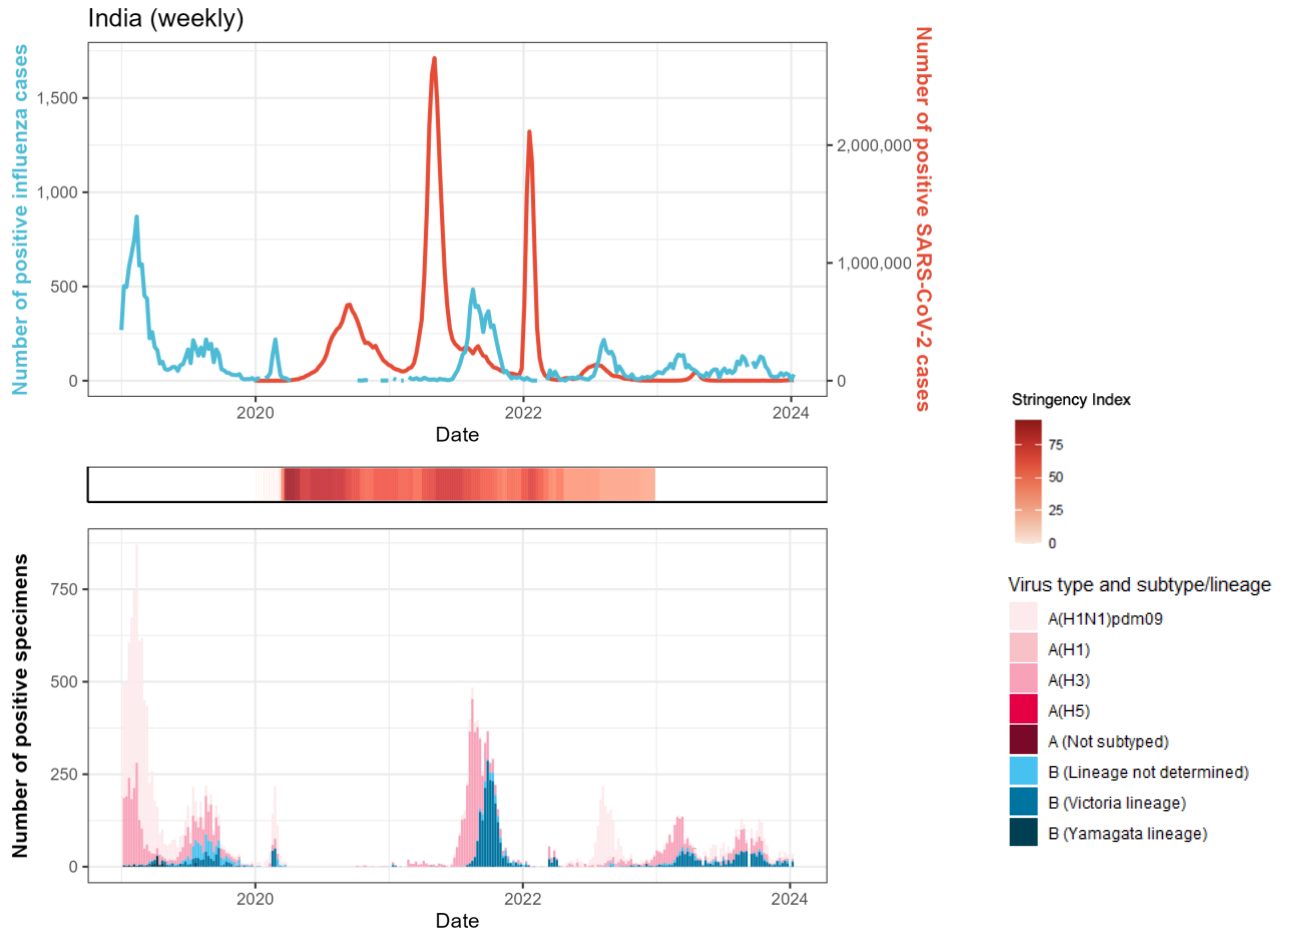 India (weekly)
Number of positive influenza cases
1,500
1,000
500
0
2,000,000
1,000,000
0
Number of positive SARS-CoV-2 cases
2020
2022
2024
Date
Stringency Index
75
50
25
0
Number of positive specimens
750
500
250
0
2020
2022
2024
Date
Virus type and subtype/lineage
A(H1N1)pdm09
A(H1)
A(H3)
A(H5)
A (Not subtyped)
B (Lineage not determined)
B (Victoria lineage)
B (Yamagata lineage)